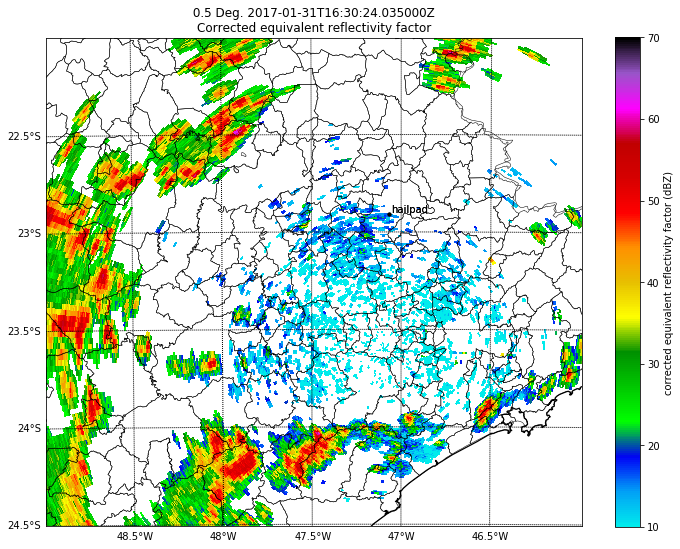 0.5 Deg. 2017-01-31T16:30:24.035000Z
Corrected equivalent reflectivity factor
22.5°S
23°S
23.5°S
24°S
24.5°S
48.5°W
48°W
47.5°W
47°W
46.5°W
hailpad
70
60
50
40
30
20
10
corrected equivalent reflectivity factor (dBZ)